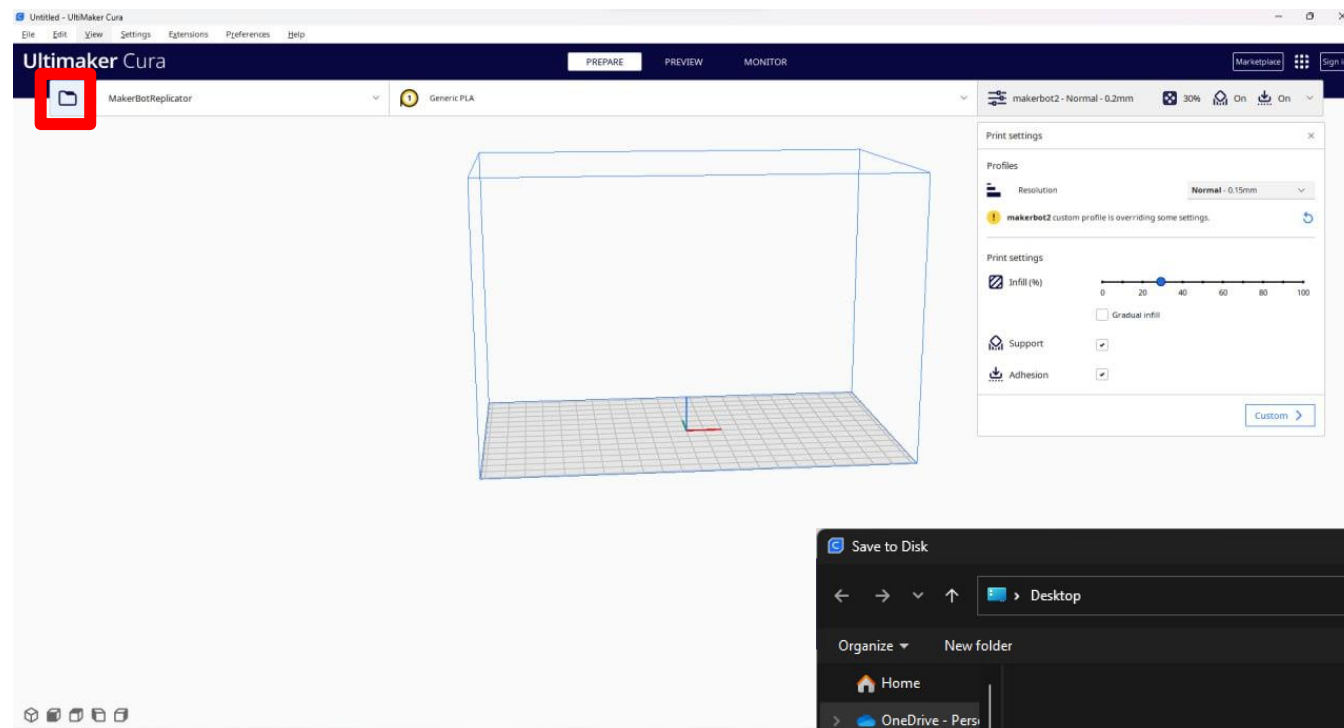 Untitled - UltiMaker Cura
File Edit View Settings Extensions Preferences Help
Ultimaker Cura
PREPARE PREVIEW MONITOR
Marketplace
MakerBotReplicator
1 Generic PLA
makerbot2 - Normal - 0.2mm 30% On On
Print settings
Profiles
Resolution Normal - 0.15mm
makerbot2 custom profile is overriding some settings.
Print settings
Infill (%)
0 20 40 60 80 100
Gradual infill
Support
Adhesion
Custom
Save to Disk
Desktop
Organize New folder
Home
OneDrive - Pers